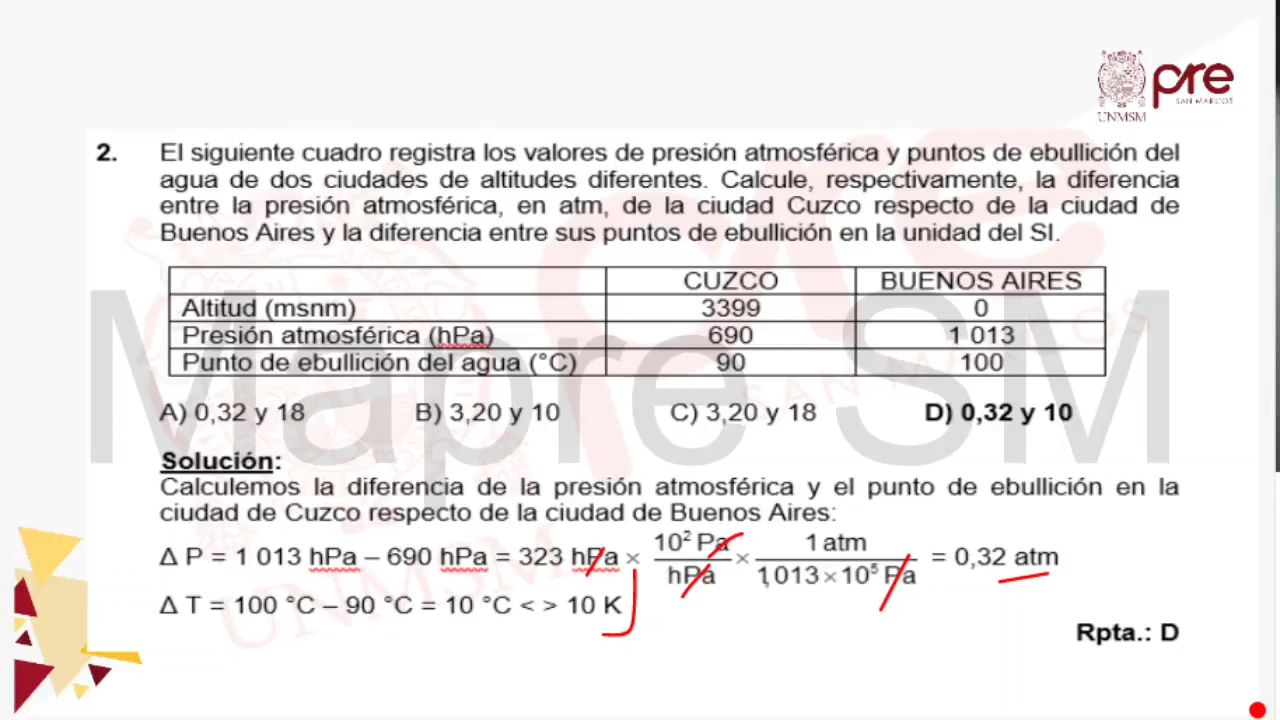 pre
SAN MARCOS
UNMSM
2. El siguiente cuadro registra los valores de presión atmosférica y puntos de ebullición del
agua de dos ciudades de altitudes diferentes. Calcule, respectivamente, la diferencia
entre la presión atmosférica, en atm, de la ciudad Cuzco respecto de la ciudad de
Buenos Aires y la diferencia entre sus puntos de ebullición en la unidad del SI.
CUZCO BUENOS AIRES
Altitud (msnm) 3399 0
Presión atmosférica (hPa) 690 1 013
Punto de ebullición del agua (°C) 90 100
A) 0,32 y 18 B) 3,20 y 10 C) 3,20 y 18 D) 0,32 y 10
Mapre SM
Solución:
Calculemos la diferencia de la presión atmosférica y el punto de ebullición en la
ciudad de Cuzco respecto de la ciudad de Buenos Aires:
Δ P = 1 013 hPa – 690 hPa = 323 hPa × 10² Pa / hPa × 1 atm / 1,013 × 10⁵ Pa = 0,32 atm
Δ T = 100 °C – 90 °C = 10 °C < > 10 K
Rpta.: D
UNMSM